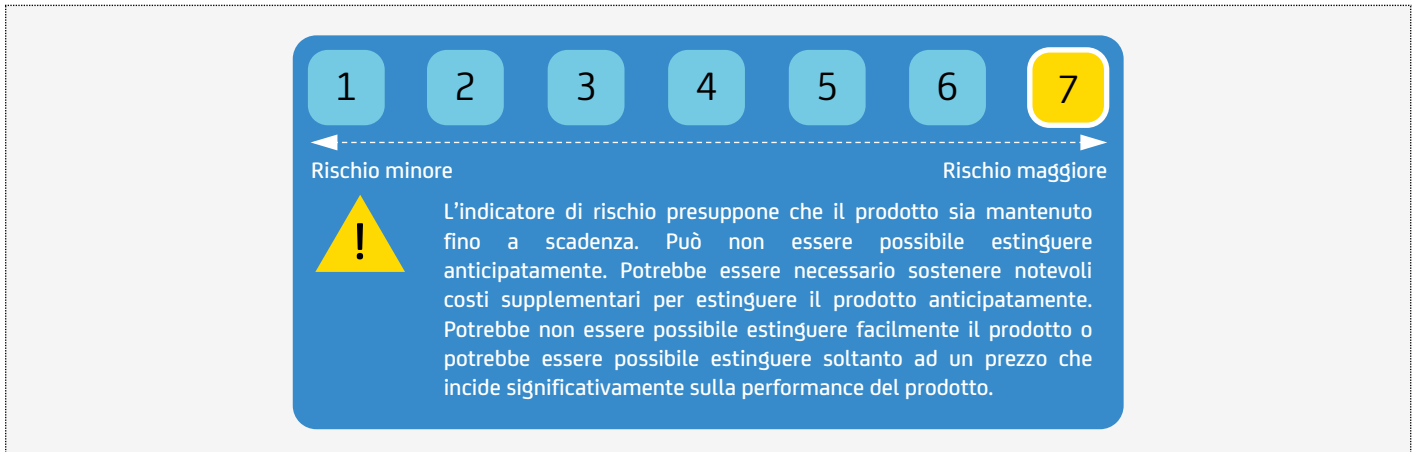 1 2 3 4 5 6 7
Rischio minore Rischio maggiore
!
L'indicatore di rischio presuppone che il prodotto sia mantenuto
fino a scadenza. Può non essere possibile estinguere
anticipatamente. Potrebbe essere necessario sostenere notevoli
costi supplementari per estinguere il prodotto anticipatamente.
Potrebbe non essere possibile estinguere facilmente il prodotto o
potrebbe essere possibile estinguere soltanto ad un prezzo che
incide significativamente sulla performance del prodotto.